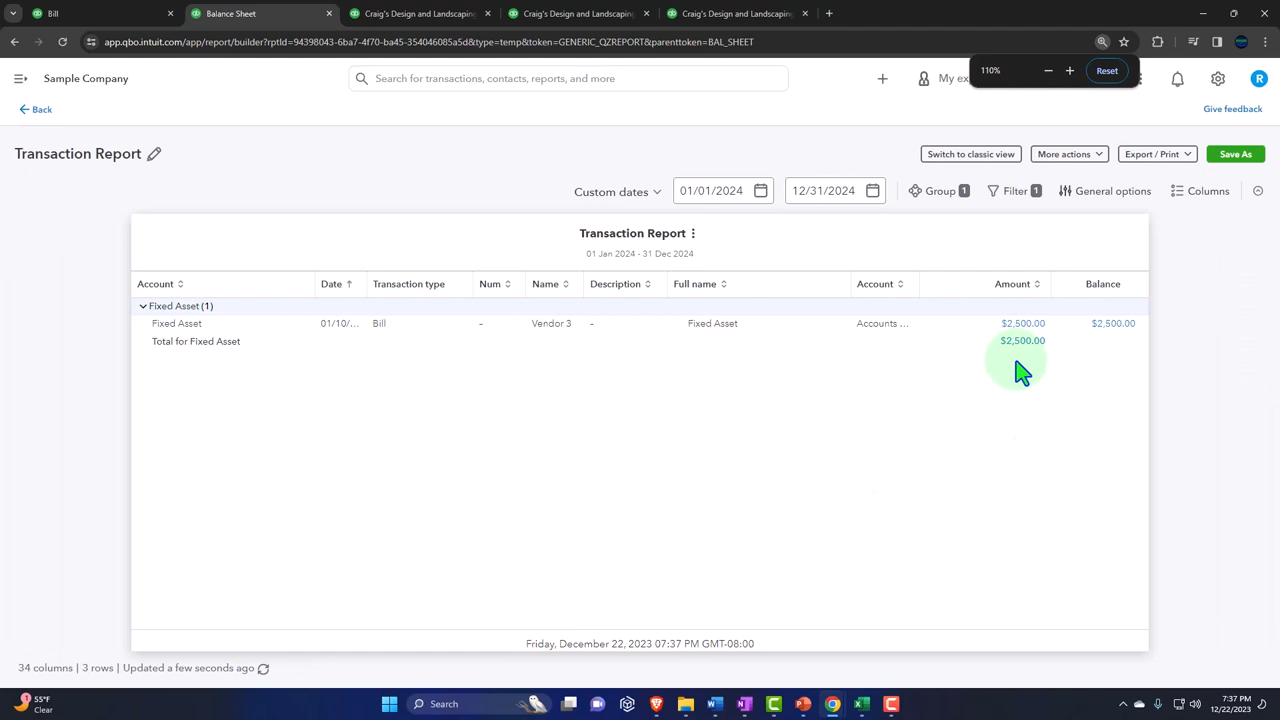 Bill
Balance Sheet
Craig's Design and Landscaping
Craig's Design and Landscaping
Craig's Design and Landscaping
app.qbo.intuit.com/app/report/builder?rptId=94398043-6ba7-4f70-ba45-354046085a5d&type=temp&token=GENERIC_QZREPORT&parenttoken=BAL_SHEET
110% Reset
Sample Company
Search for transactions, contacts, reports, and more
My ex
R
Back
Give feedback
Transaction Report
Switch to classic view More actions Export / Print Save As
Custom dates 01/01/2024 12/31/2024 Group 1 Filter 1 General options Columns
Transaction Report
01 Jan 2024 - 31 Dec 2024
Account Date Transaction type Num Name Description Full name Account Amount Balance
Fixed Asset (1)
Fixed Asset 01/10/... Bill – Vendor 3 – Fixed Asset Accounts ... $2,500.00 $2,500.00
Total for Fixed Asset $2,500.00
Friday, December 22, 2023 07:37 PM GMT-08:00
34 columns | 3 rows | Updated a few seconds ago
1 55°F
Clear
Search
7:37 PM
12/22/2023